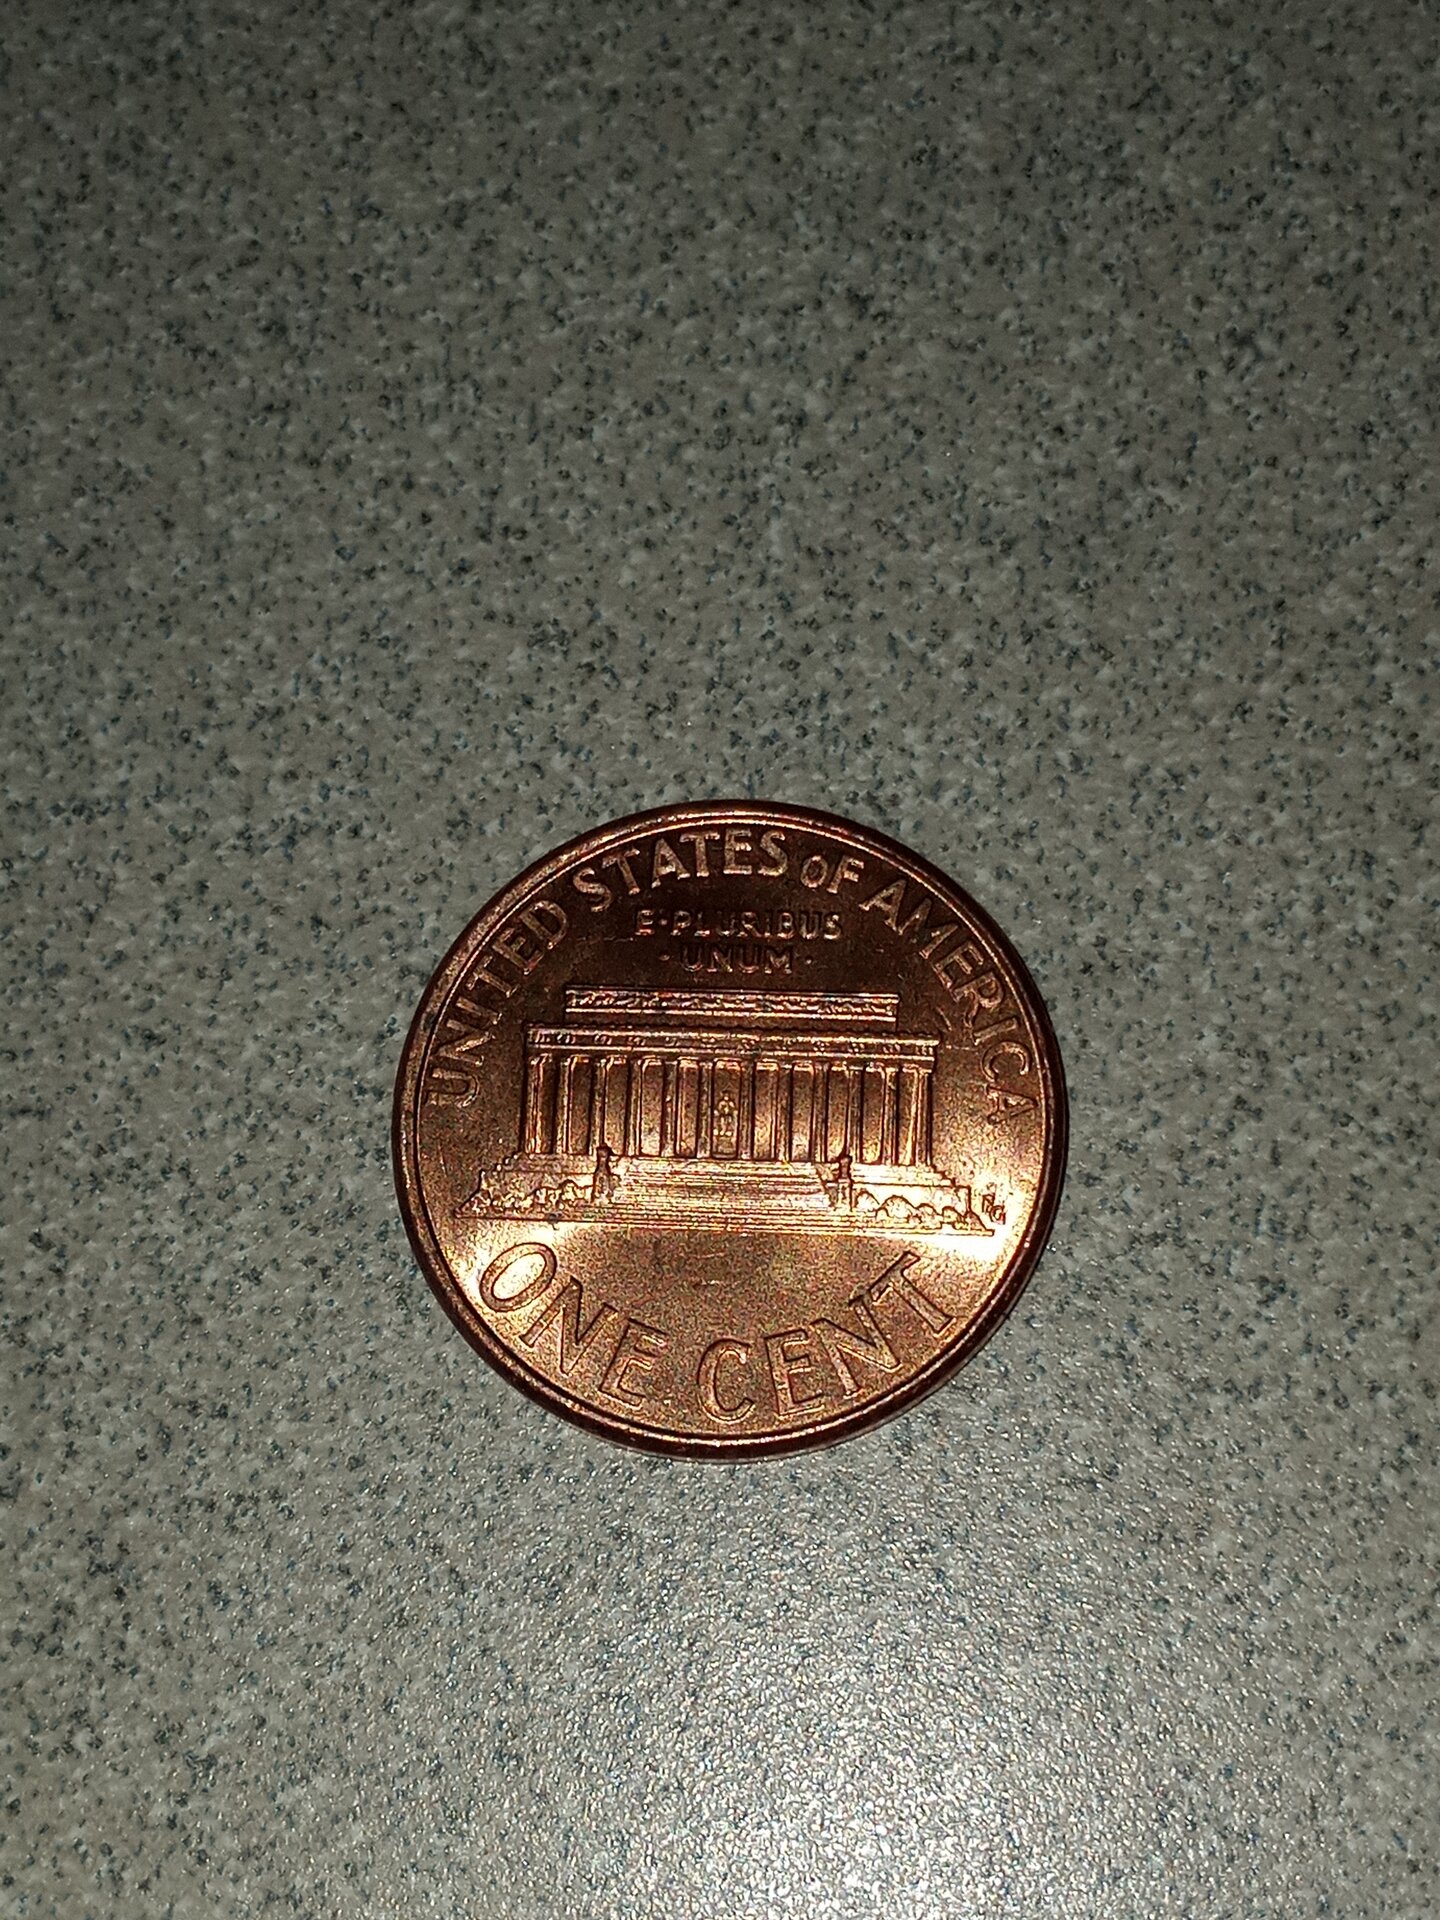 UNITED STATES OF AMERICA
E·PLURIBUS
·UNUM·
ONE CENT